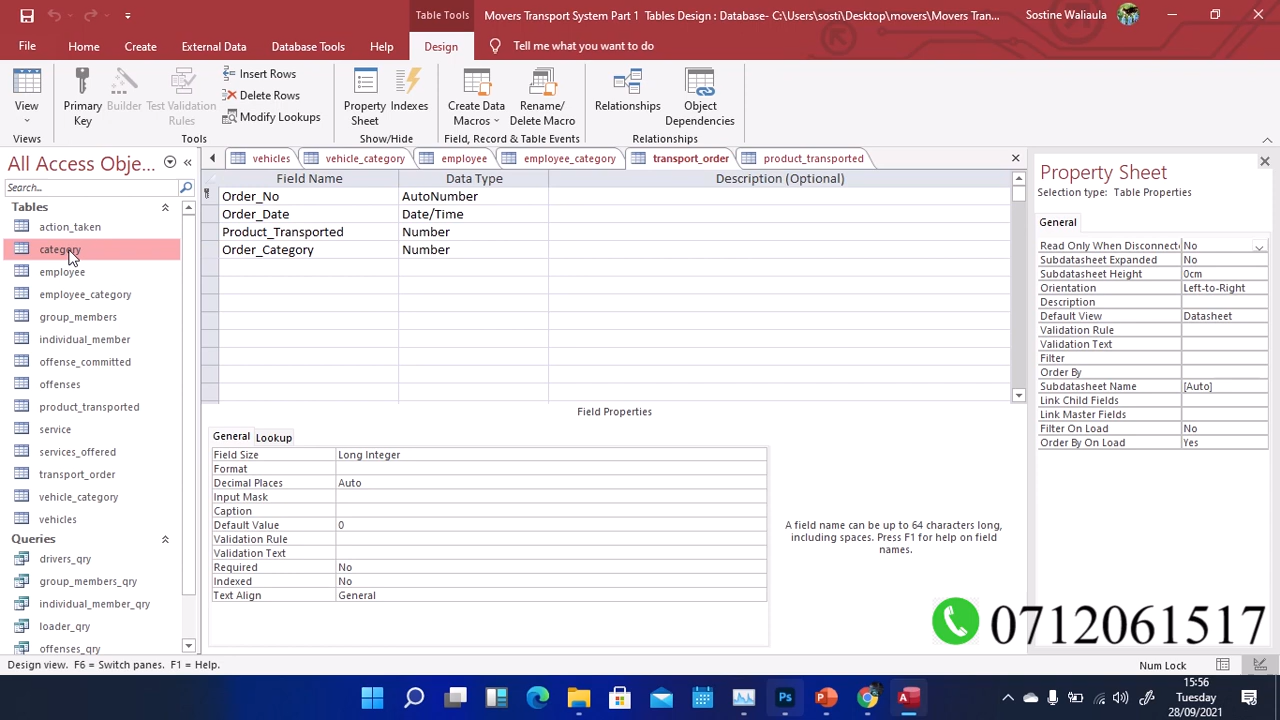 Table Tools
Movers Transport System Part 1 Tables Design : Database- C:\Users\sosti\Desktop\movers\Movers Tran...
Sostine Waliaula
File
Home
Create
External Data
Database Tools
Help
Design
Tell me what you want to do
View
Primary Key
Builder
Test Validation Rules
Insert Rows
Delete Rows
Modify Lookups
Property Sheet
Indexes
Create Data Macros
Rename/ Delete Macro
Relationships
Object Dependencies
Views
Tools
Show/Hide
Field, Record & Table Events
Relationships
All Access Obje...
Search...
Tables
action_taken
category
employee
employee_category
group_members
individual_member
offense_committed
offenses
product_transported
service
services_offered
transport_order
vehicle_category
vehicles
Queries
drivers_qry
group_members_qry
individual_member_qry
loader_qry
offenses_qry
vehicles
vehicle_category
employee
employee_category
transport_order
product_transported
Field Name Data Type Description (Optional)
Order_No AutoNumber
Order_Date Date/Time
Product_Transported Number
Order_Category Number
Field Properties
General Lookup
Field Size Long Integer
Format
Decimal Places Auto
Input Mask
Caption
Default Value 0
Validation Rule
Validation Text
Required No
Indexed No
Text Align General
A field name can be up to 64 characters long,
including spaces. Press F1 for help on field
names.
Property Sheet
Selection type: Table Properties
General
Read Only When Disconnect No
Subdatasheet Expanded No
Subdatasheet Height 0cm
Orientation Left-to-Right
Description
Default View Datasheet
Validation Rule
Validation Text
Filter
Order By
Subdatasheet Name [Auto]
Link Child Fields
Link Master Fields
Filter On Load No
Order By On Load Yes
0712061517
Design view. F6 = Switch panes. F1 = Help.
Num Lock
15:56
Tuesday
28/09/2021